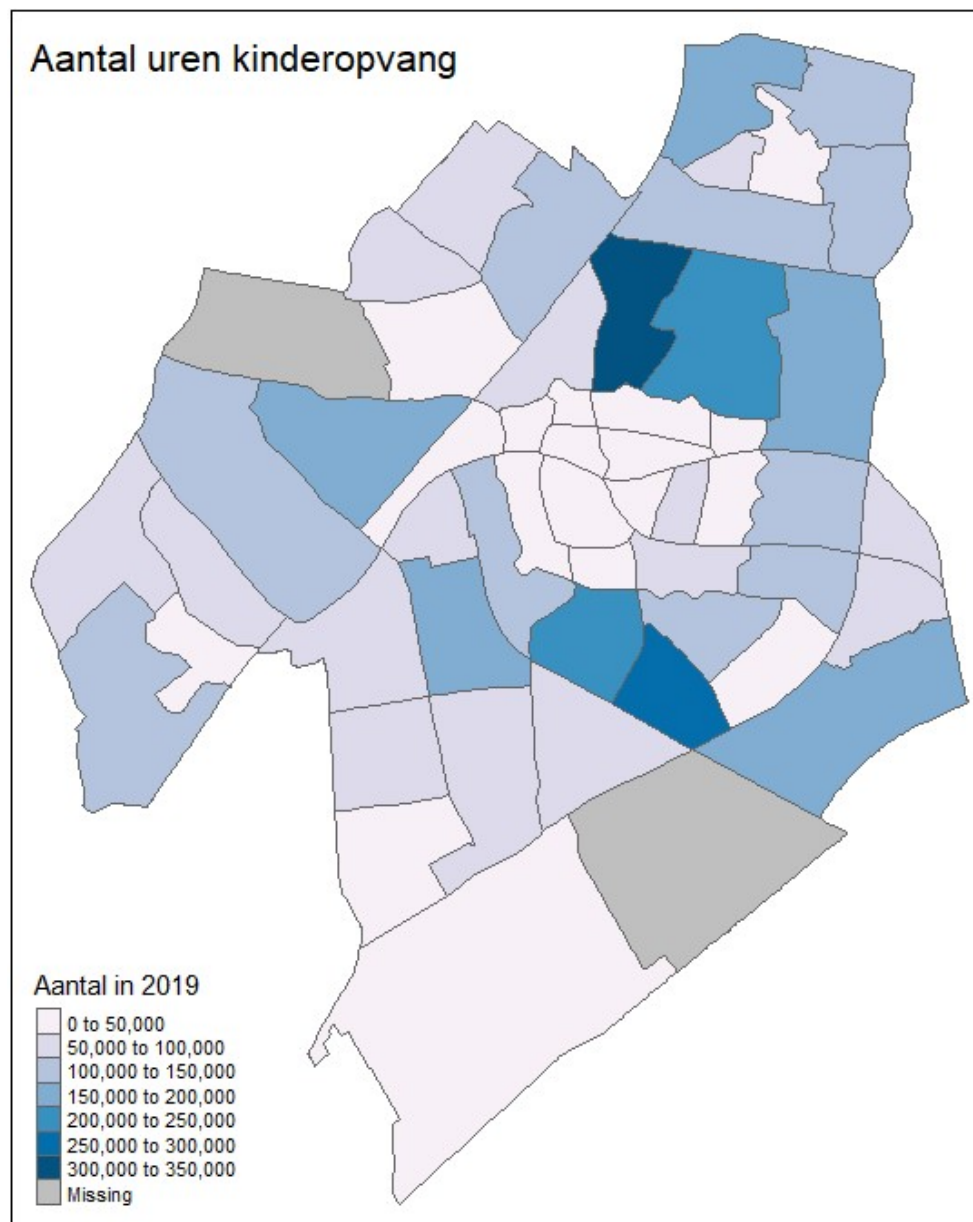 Aantal uren kinderopvang
Aantal in 2019
0 to 50,000
50,000 to 100,000
100,000 to 150,000
150,000 to 200,000
200,000 to 250,000
250,000 to 300,000
300,000 to 350,000
Missing